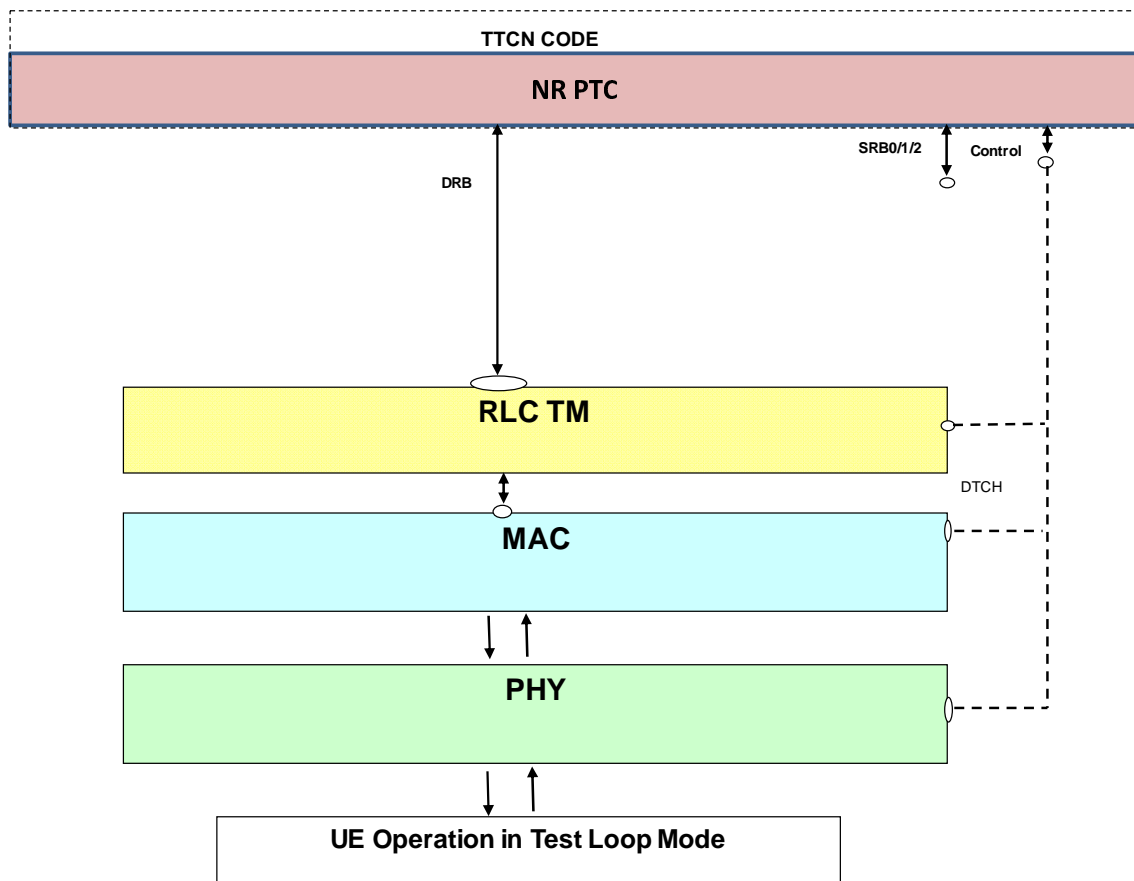 TTCN CODE
NR PTC
SRB0/1/2
Control
DRB
RLC TM
DTCH
MAC
PHY
UE Operation in Test Loop Mode